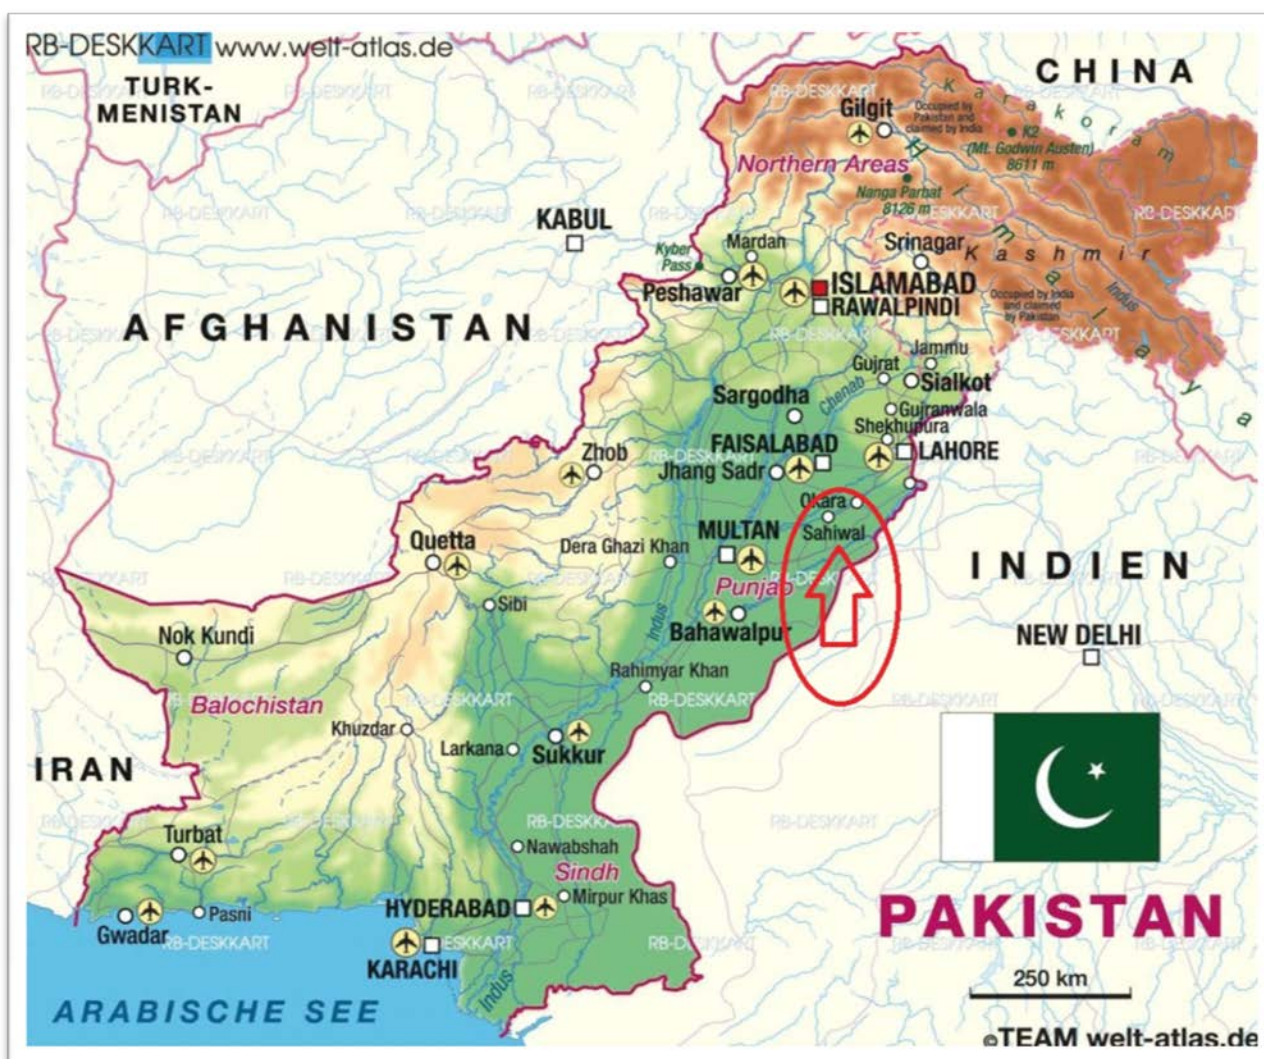 RB-DESKKART www.welt-atlas.de
TURK-
MENISTAN
CHINA
Karakoram
Gilgit
Occupied by
Pakistan and
claimed by India
K2
(Mt. Godwin Austen)
8611 m
Northern Areas
Nanga Parbat
8126 m
Himalaya
KABUL
Kyber
Pass
Mardan
Srinagar
Kashmir
Peshawar
ISLAMABAD
RAWALPINDI
Occupied by India
and claimed
by Pakistan
Indus
AFGHANISTAN
Jammu
Gujrat
Sialkot
Chenab
Sargodha
Gujranwala
Shekhupura
FAISALABAD
LAHORE
Zhob
Jhang Sadr
Okara
Sahiwal
MULTAN
Quetta
Dera Ghazi Khan
INDIEN
Punjab
Sibi
Indus
Bahawalpur
Nok Kundi
NEW DELHI
Rahimyar Khan
Balochistan
Khuzdar
Larkana
Sukkur
IRAN
Turbat
Nawabshah
Sindh
Mirpur Khas
HYDERABAD
PAKISTAN
Pasni
Gwadar
KARACHI
250 km
Indus
ARABISCHE SEE
©TEAM welt-atlas.de
RB-DESKKART